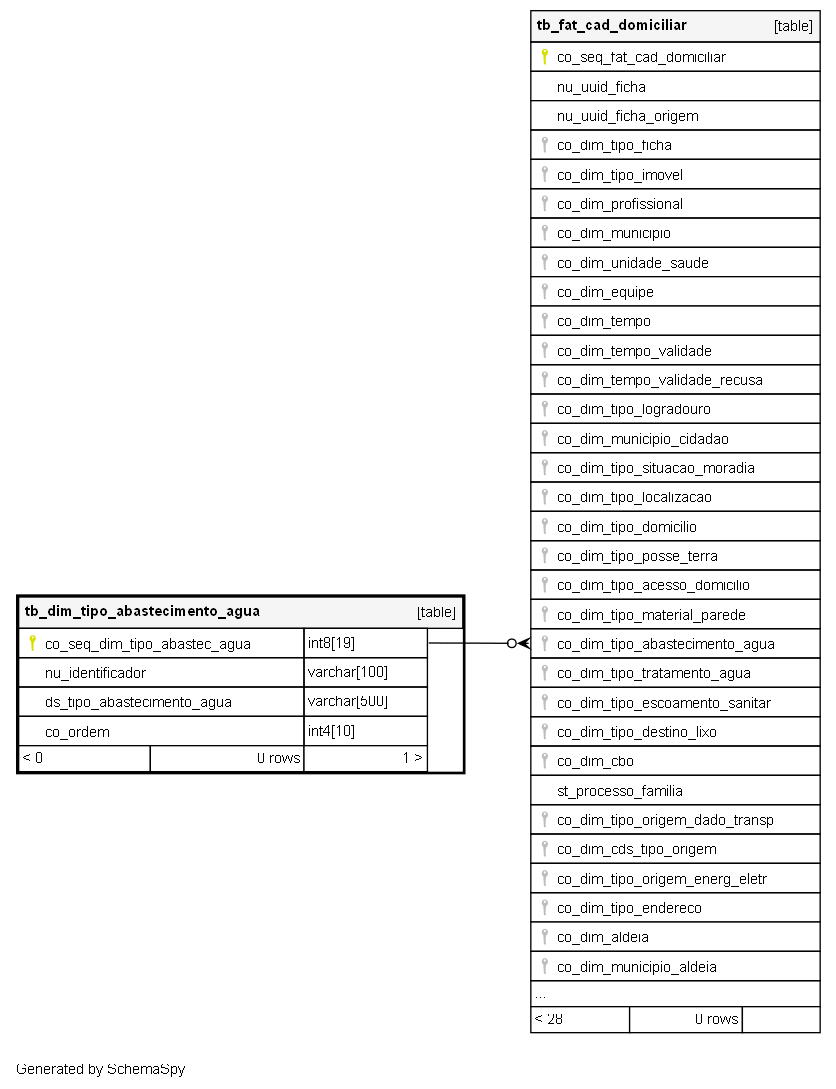 tb_fat_cad_domiciliar [table]
co_seq_fat_cad_domiciliar
nu_uuid_ficha
nu_uuid_ficha_origem
co_dim_tipo_ficha
co_dim_tipo_imovel
co_dim_profissional
co_dim_municipio
co_dim_unidade_saude
co_dim_equipe
co_dim_tempo
co_dim_tempo_validade
co_dim_tempo_validade_recusa
co_dim_tipo_logradouro
co_dim_municipio_cidadao
co_dim_tipo_situacao_moradia
co_dim_tipo_localizacao
co_dim_tipo_domicilio
co_dim_tipo_posse_terra
co_dim_tipo_acesso_domicilio
co_dim_tipo_material_parede
co_dim_tipo_abastecimento_agua
co_dim_tipo_tratamento_agua
co_dim_tipo_escoamento_sanitar
co_dim_tipo_destino_lixo
co_dim_cbo
st_processo_familia
co_dim_tipo_origem_dado_transp
co_dim_cds_tipo_origem
co_dim_tipo_origem_energ_eletr
co_dim_tipo_endereco
co_dim_aldeia
co_dim_municipio_aldeia
...
< 28 0 rows
tb_dim_tipo_abastecimento_agua [table]
co_seq_dim_tipo_abastec_agua int8[19]
nu_identificador varchar[100]
ds_tipo_abastecimento_agua varchar[500]
co_ordem int4[10]
< 0 0 rows 1 >
Generated by SchemaSpy